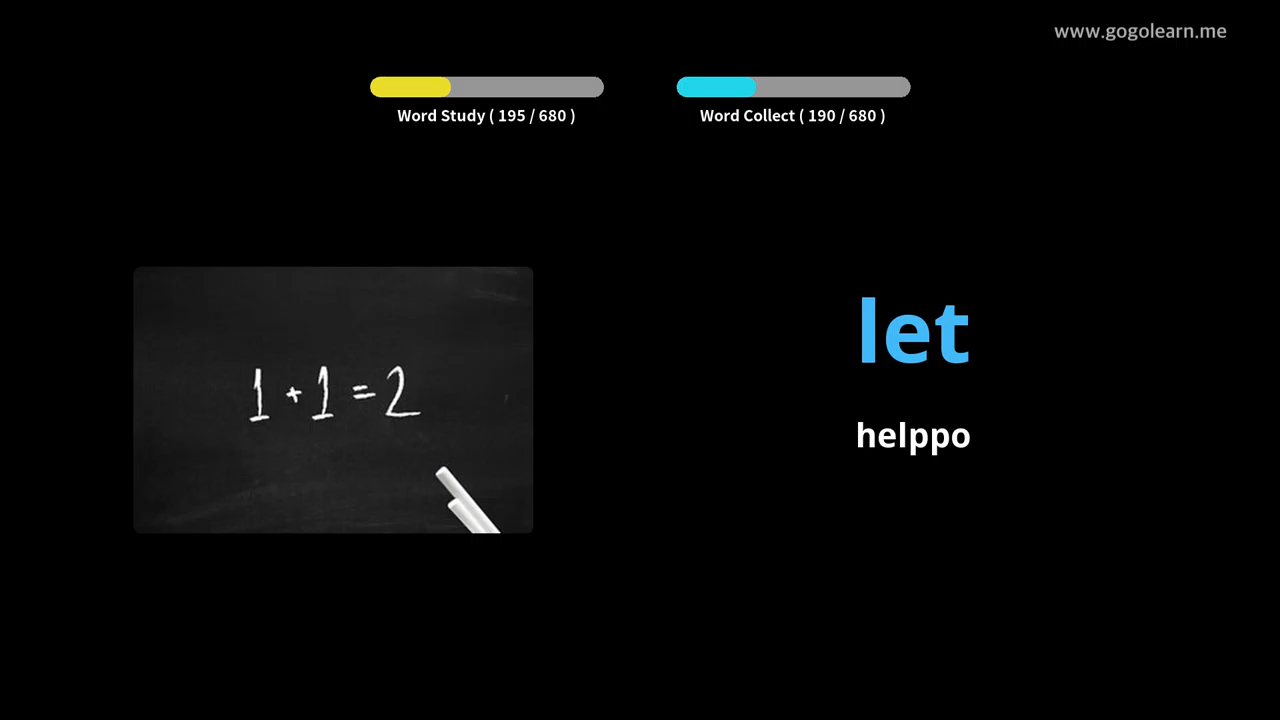 www.gogolearn.me
Word Study ( 195 / 680 )
Word Collect ( 190 / 680 )
1 + 1 = 2
let
helppo